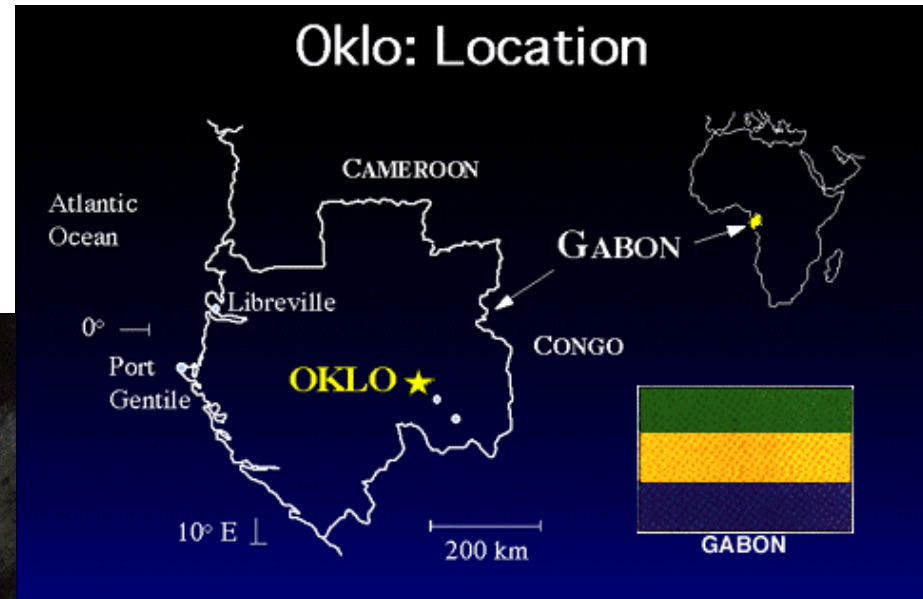 Oklo: Location
CAMEROON
Atlantic
Ocean
GABON
Libreville
0°
CONGO
Port
Gentile
OKLO
10° E
200 km
GABON